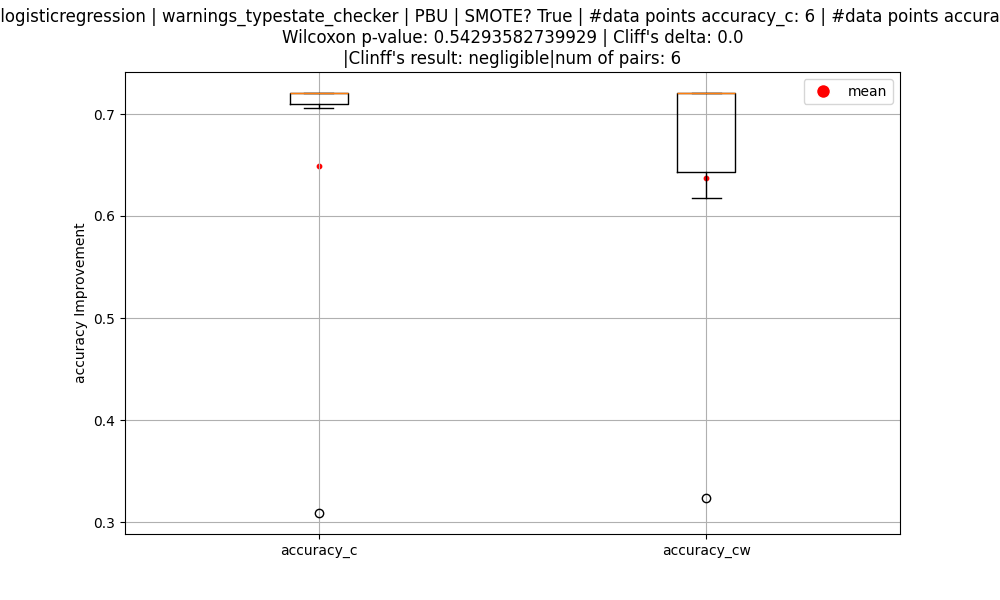 logisticregression | warnings_typestate_checker | PBU | SMOTE? True | #data points accuracy_c: 6 | #data points accura
Wilcoxon p-value: 0.54293582739929 | Cliff's delta: 0.0
|Clinff's result: negligible|num of pairs: 6
mean
0.7
0.6
0.5
0.4
0.3
accuracy Improvement
accuracy_c
accuracy_cw